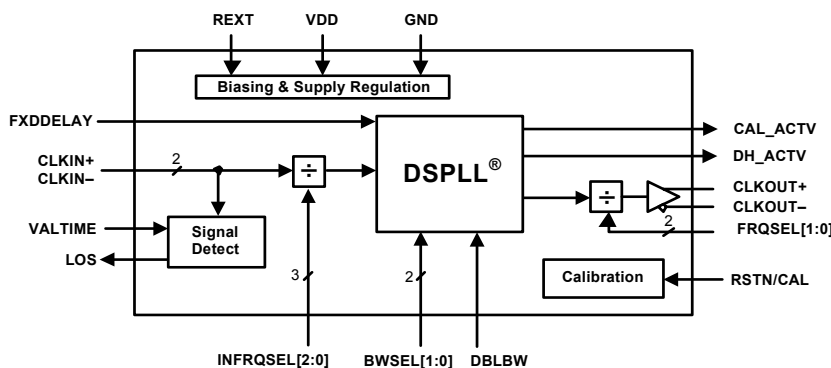 REXT VDD GND
Biasing & Supply Regulation
FXDDELAY
CAL_ACTV
CLKIN+
CLKIN–
2
÷
DSPLL®
DH_ACTV
÷
CLKOUT+
CLKOUT–
2
FRQSEL[1:0]
VALTIME
Signal
Detect
LOS
3
2
Calibration
RSTN/CAL
INFRQSEL[2:0] BWSEL[1:0] DBLBW